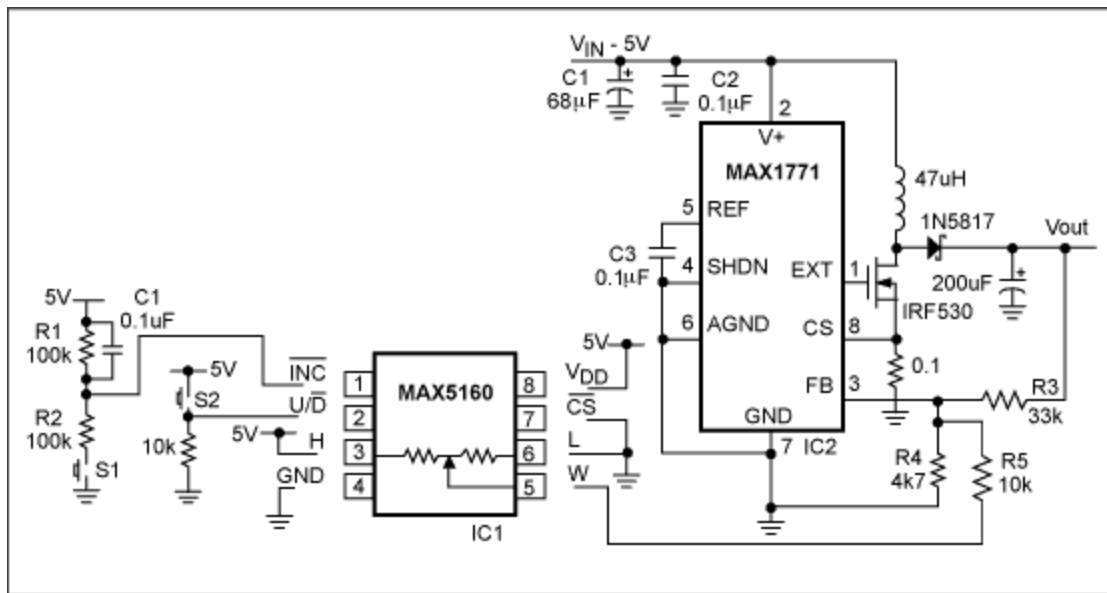 VIN - 5V
C1
68µF
C2
0.1µF
2
V+
MAX1771
47uH
5
REF
1N5817
Vout
C3
0.1µF
4
SHDN
EXT
1
200uF
IRF530
6
AGND
CS
8
0.1
FB
3
R3
33k
GND
7
IC2
R4
4k7
R5
10k
5V
C1
0.1uF
R1
100k
R2
100k
S1
5V
S2
10k
INC
U/D
5V
H
GND
1
2
3
4
MAX5160
8
7
6
5
IC1
5V
VDD
CS
L
W